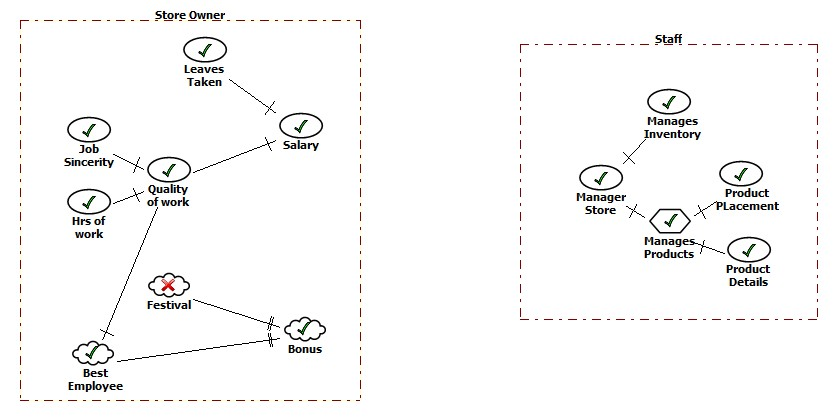 Store Owner
Leaves
Taken
Salary
Job
Sincerity
Quality
of work
Hrs of
work
Festival
Bonus
Best
Employee
Staff
Manages
Inventory
Manager
Store
Product
PLacement
Manages
Products
Product
Details